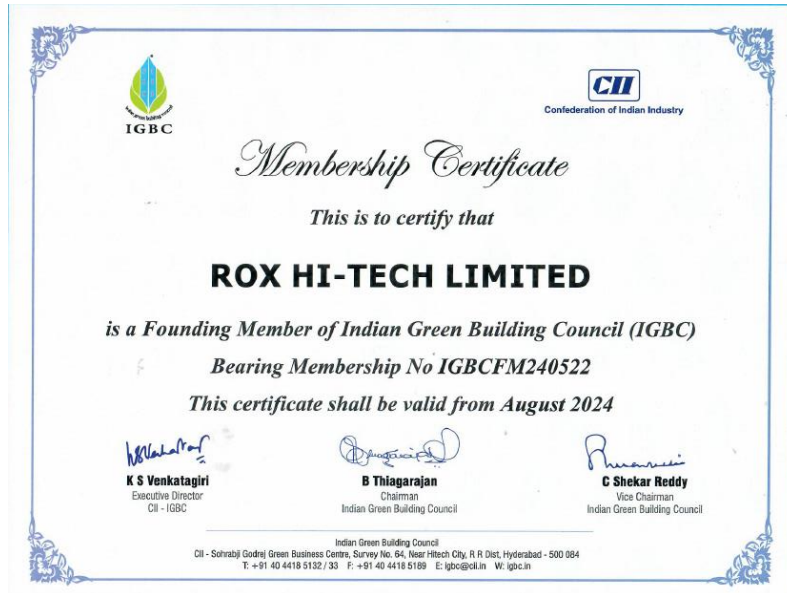 IGBC
CII
Confederation of Indian Industry
Membership Certificate
This is to certify that
ROX HI-TECH LIMITED
is a Founding Member of Indian Green Building Council (IGBC)
Bearing Membership No IGBCFM240522
This certificate shall be valid from August 2024
K S Venkatagiri
Executive Director
CII - IGBC
B Thiagarajan
Chairman
Indian Green Building Council
C Shekar Reddy
Vice Chairman
Indian Green Building Council
Indian Green Building Council
CII - Sohrabji Godrej Green Business Centre, Survey No. 64, Near Hitech City, R R Dist, Hyderabad - 500 084
T: +91 40 4418 5132 / 33 F: +91 40 4418 5189 E: igbc@cii.in W: igbc.in